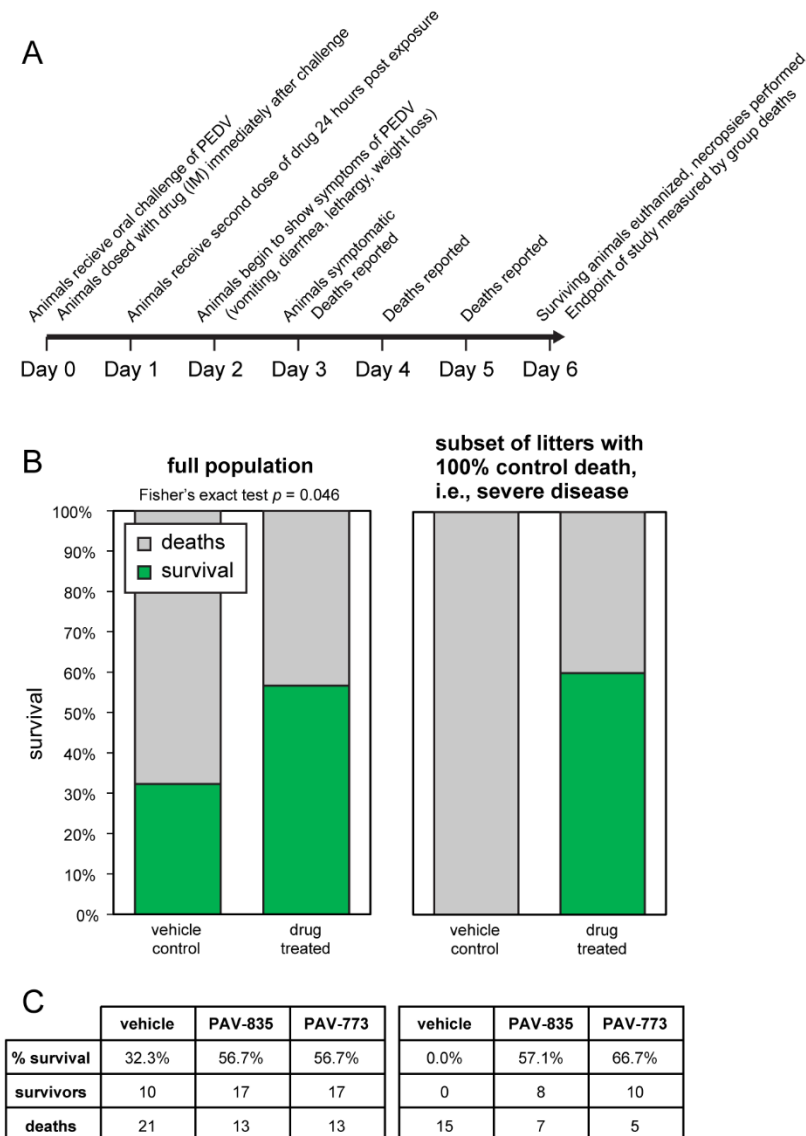 A
Animals recieve oral challenge of PEDV
Animals dosed with drug (IM) immediately after challenge
Animals receive second dose of drug 24 hours post exposure
Animals begin to show symptoms of PEDV
(vomiting, diarrhea, lethargy, weight loss)
Animals symptomatic
Deaths reported
Deaths reported
Deaths reported
Surviving animals euthanized, necropsies performed
Endpoint of study measured by group deaths
Day 0 Day 1 Day 2 Day 3 Day 4 Day 5 Day 6
B
full population
Fisher's exact test p = 0.046
subset of litters with
100% control death,
i.e., severe disease
100%
90%
80%
70%
60%
50%
40%
30%
20%
10%
0%
survival
deaths
survival
vehicle
control
drug
treated
vehicle
control
drug
treated
C
vehicle PAV-835 PAV-773 vehicle PAV-835 PAV-773
% survival 32.3% 56.7% 56.7% 0.0% 57.1% 66.7%
survivors 10 17 17 0 8 10
deaths 21 13 13 15 7 5